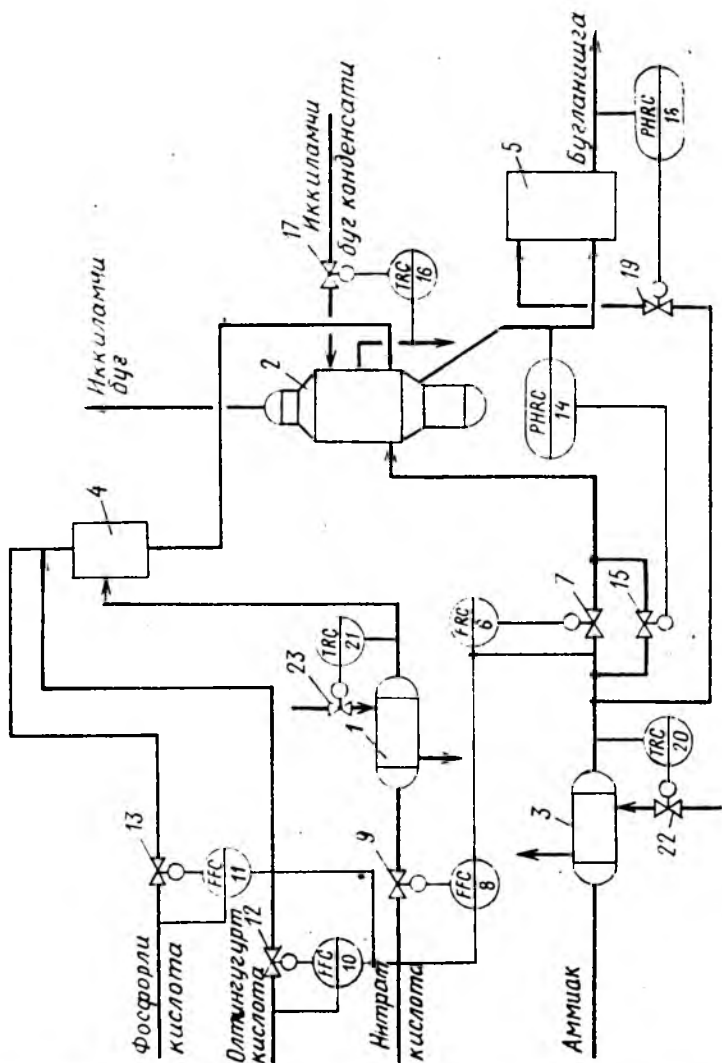 Фосфорли
кислота
13
FFC
11
Олтингугурт
кислота
12
FFC
10
Нитрат
кислота
9
FFC
8
Аммиак
4
23
TRC
21
1
3
TRC
20
22
FRC
6
7
15
Иккиламчи
буг
2
17
Иккиламчи
буг конденсати
TRC
16
PHRC
14
5
Бугланишга
PHRC
18
19